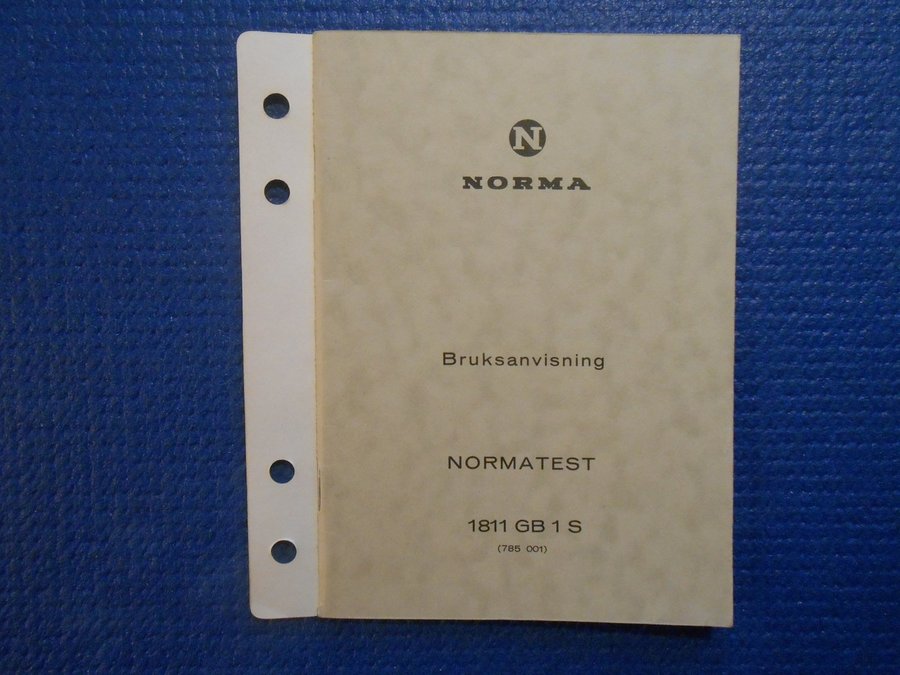 N
NORMA
Bruksanvisning
NORMATEST
1811 GB 1 S
(785 001)